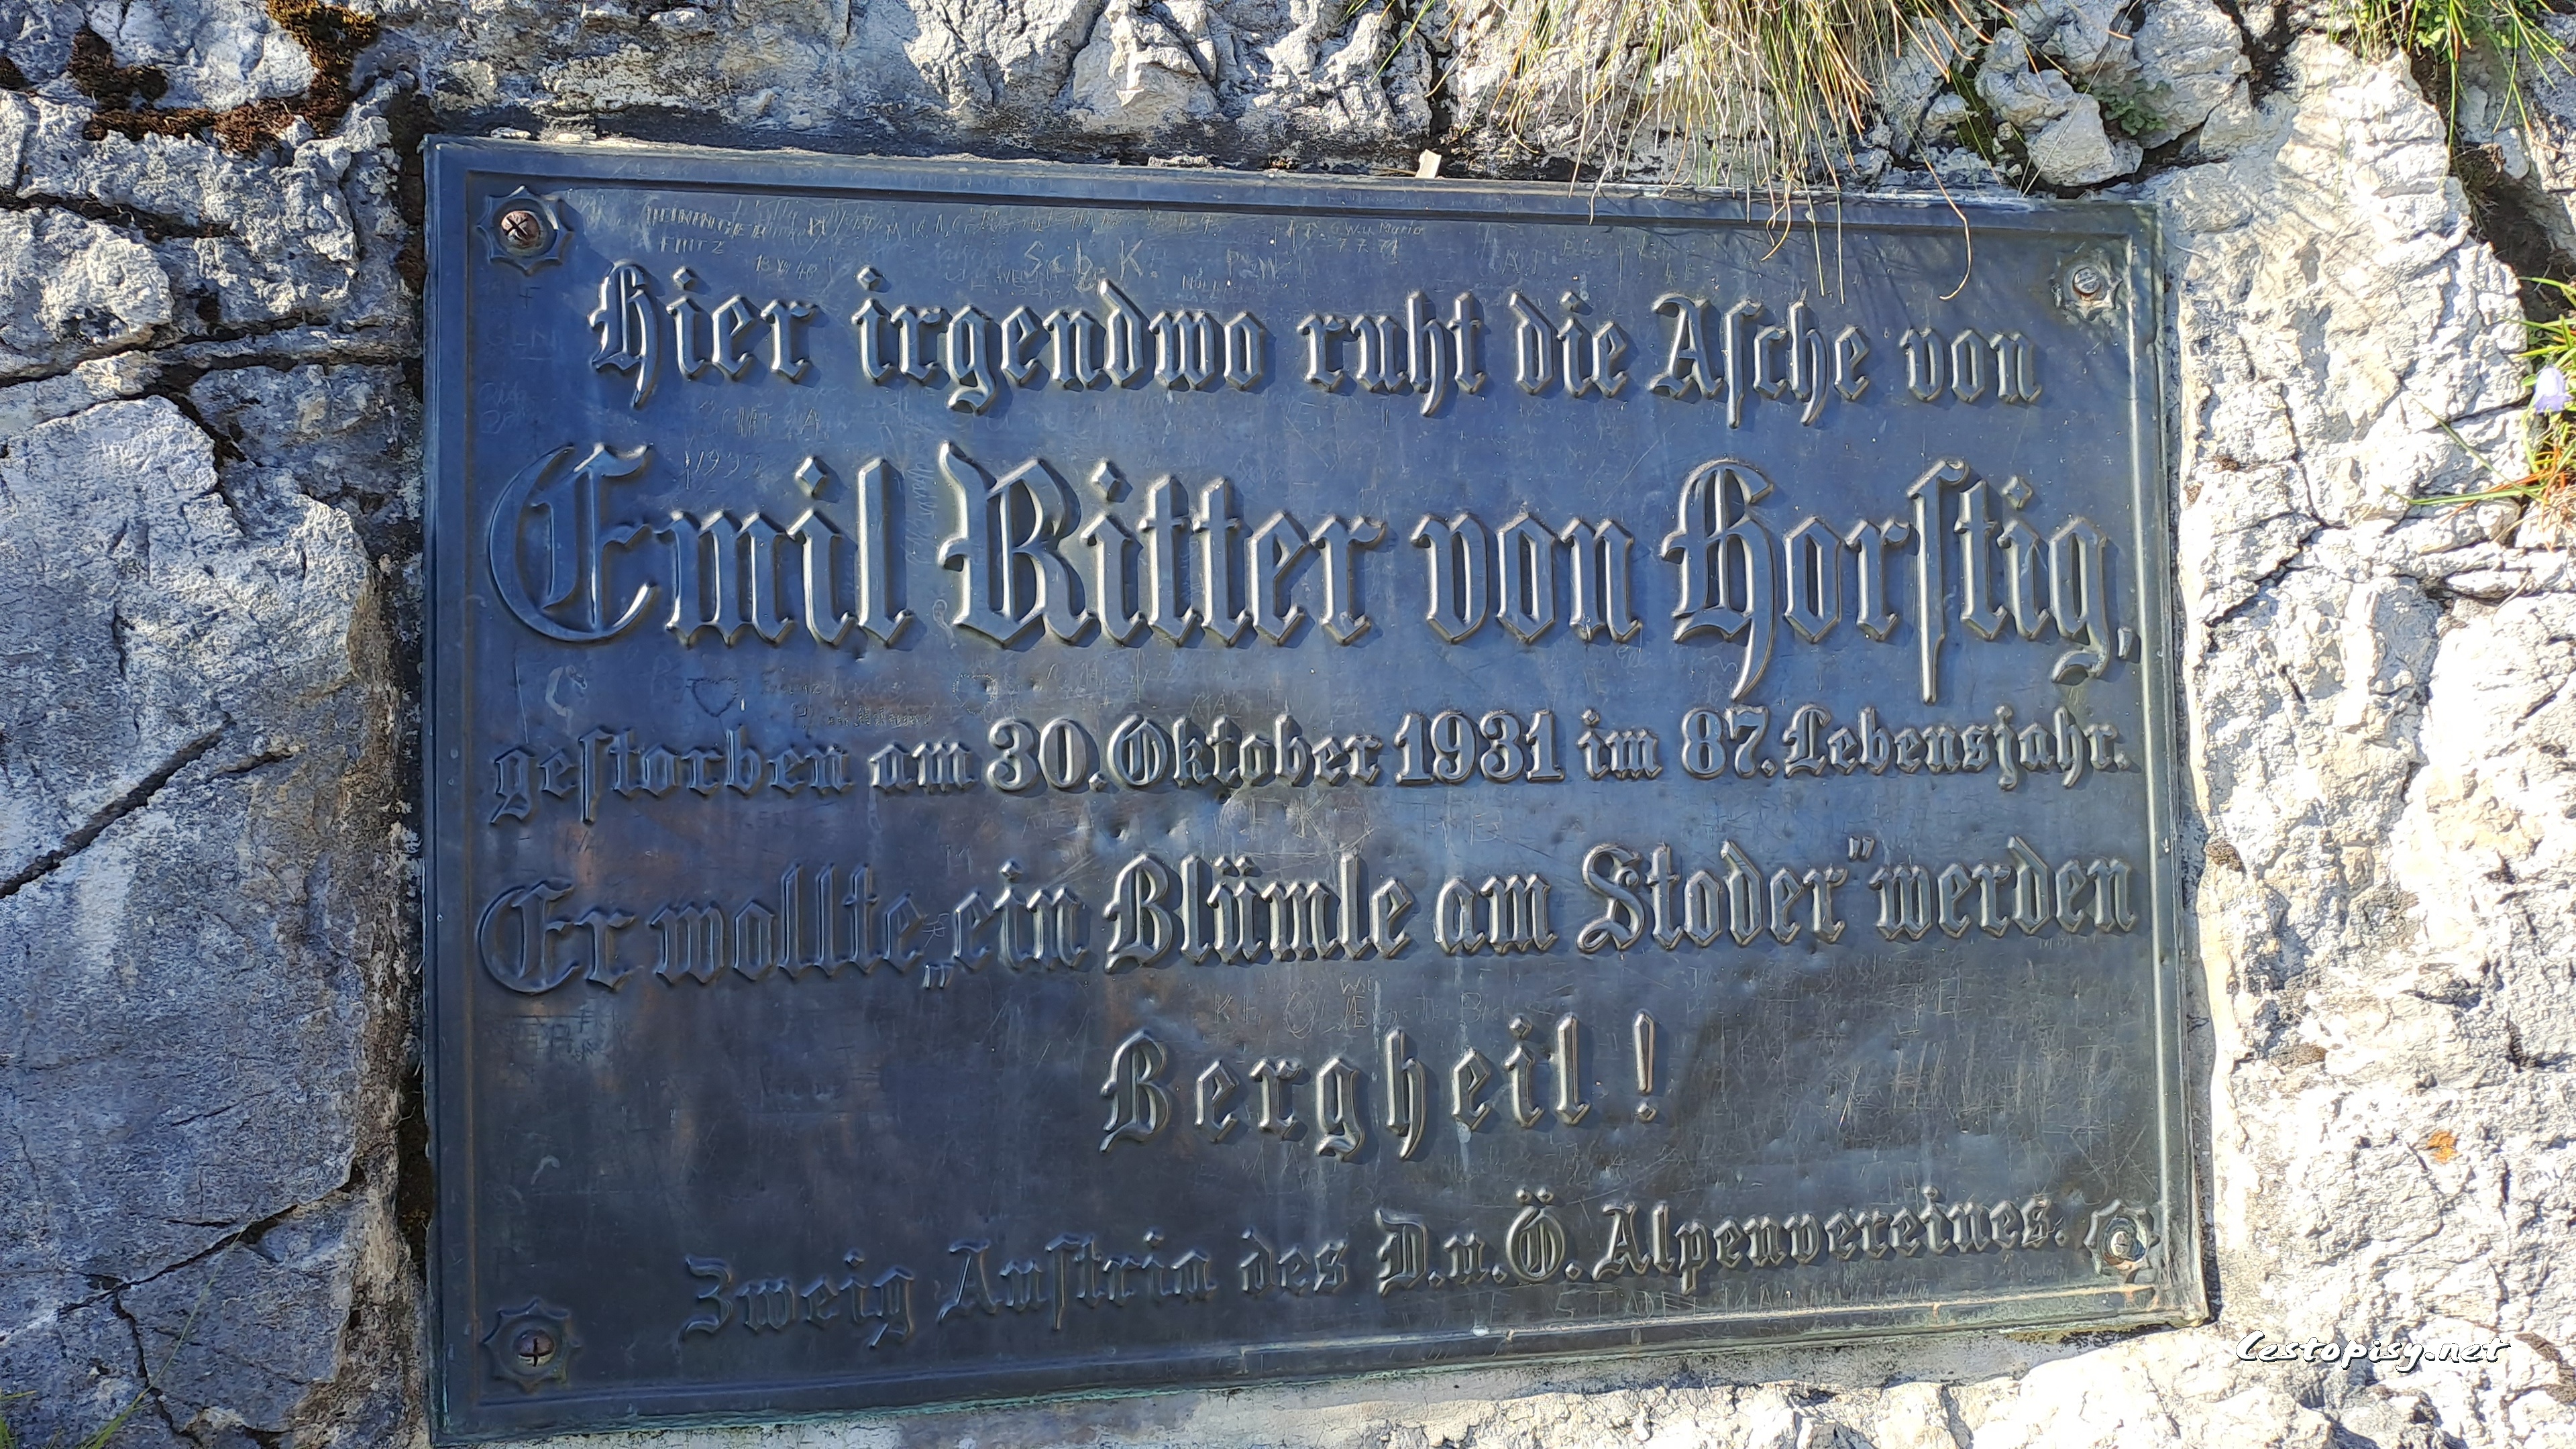 Hier irgendwo ruht die Asche von
Emil Ritter von Horstig,
gestorben am 30. Oktober 1931 im 87. Lebensjahr.
Er wollte „ein Blümle am Stoder" werden
Bergheil!
Zweig Austria des D. u. Ö. Alpenvereines.
Cestopisy.net